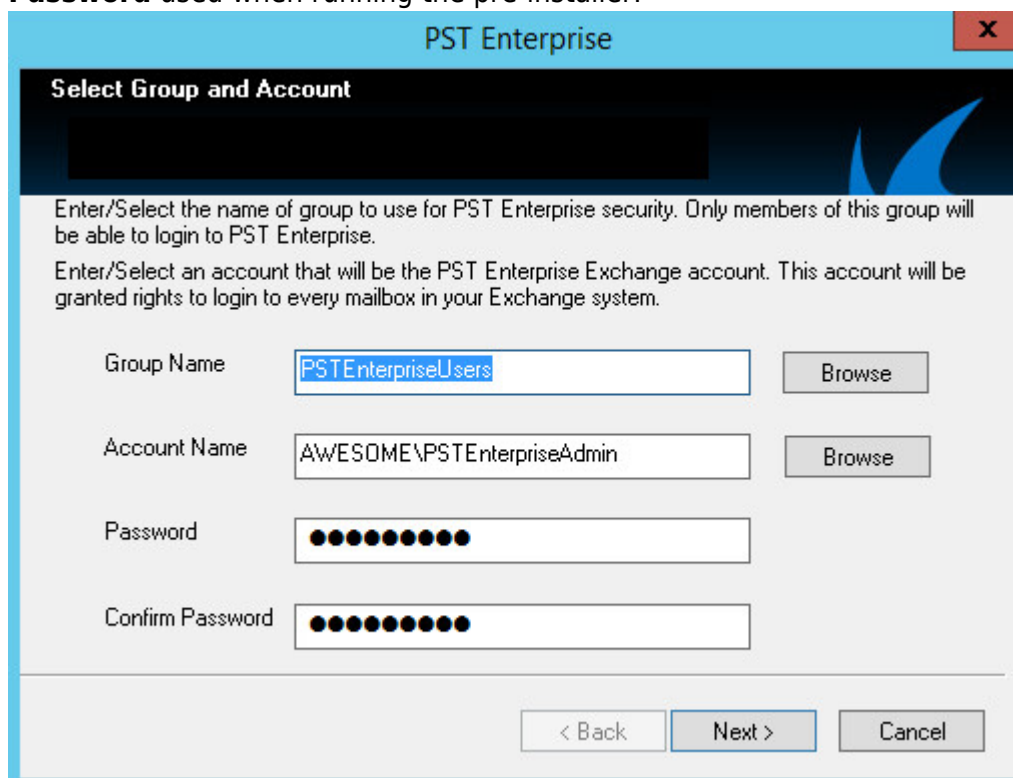 Password used when running the pre-installer.
PST Enterprise
x
Select Group and Account
Enter/Select the name of group to use for PST Enterprise security. Only members of this group will
be able to login to PST Enterprise.
Enter/Select an account that will be the PST Enterprise Exchange account. This account will be
granted rights to login to every mailbox in your Exchange system.
Group Name PSTEnterpriseUsers Browse
Account Name AWESOME\PSTEnterpriseAdmin Browse
Password ●●●●●●●●●
Confirm Password ●●●●●●●●●
< Back Next > Cancel